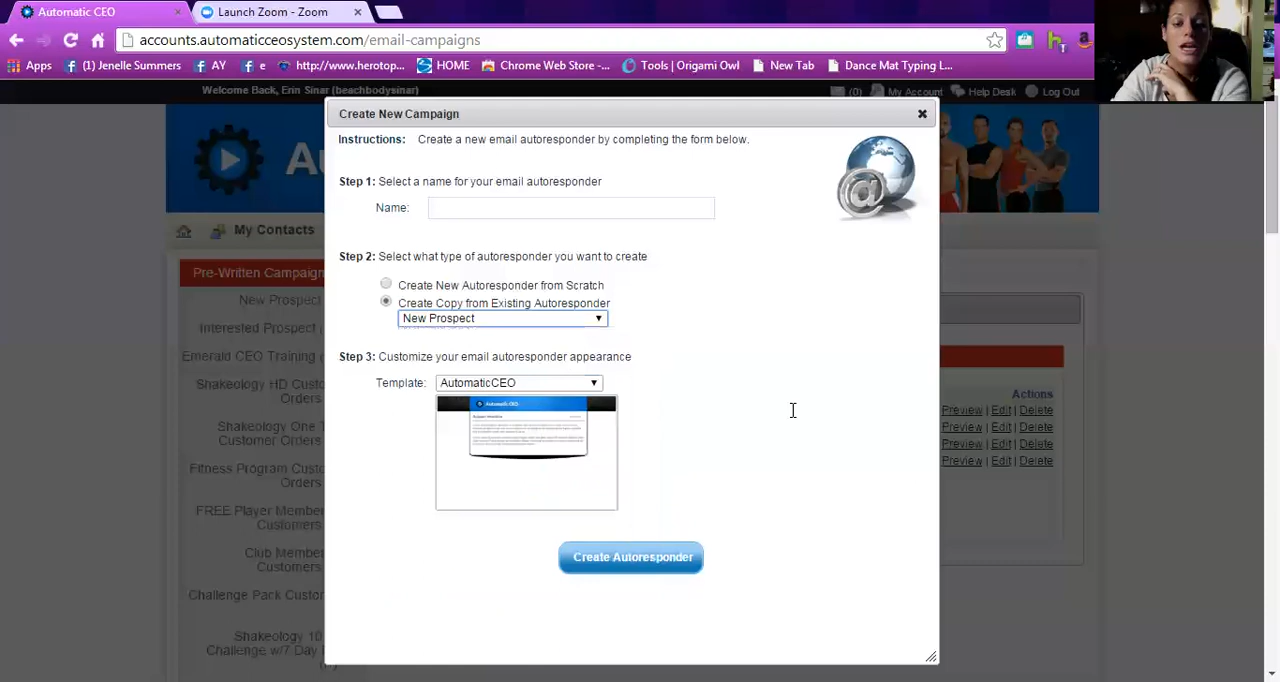 Automatic CEO
Launch Zoom - Zoom
accounts.automaticceosystem.com/email-campaigns
Apps (1) Jenelle Summers AY e http://www.herotop... HOME Chrome Web Store -... Tools | Origami Owl New Tab Dance Mat Typing L...
Welcome Back, Erin Sinar (beachbodysinar)
(0) My Account Help Desk Log Out
Create New Campaign
Instructions: Create a new email autoresponder by completing the form below.
Step 1: Select a name for your email autoresponder
Name:
Step 2: Select what type of autoresponder you want to create
Create New Autoresponder from Scratch
Create Copy from Existing Autoresponder
New Prospect
Step 3: Customize your email autoresponder appearance
Template: AutomaticCEO
Automatic CEO
Create Autoresponder
My Contacts
Pre-Written Campaign
New Prospect
Interested Prospect
Emerald CEO Training
Shakeology HD Custo
Orders
Shakeology One T
Customer Orders
Fitness Program Custo
Orders
FREE Player Membe
Customers
Club Member
Customers
Challenge Pack Custo
Shakeology 10
Challenge w/7 Day
Actions
Preview | Edit | Delete
Preview | Edit | Delete
Preview | Edit | Delete
Preview | Edit | Delete